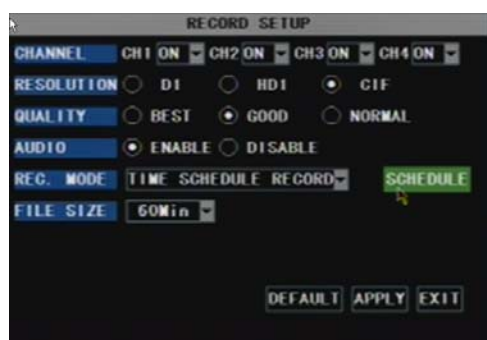 RECORD SETUP
CHANNEL CH1 ON CH2 ON CH3 ON CH4 ON
RESOLUTION D1 HD1 CIF
QUALITY BEST GOOD NORMAL
AUDIO ENABLE DISABLE
REC. MODE TIME SCHEDULE RECORD SCHEDULE
FILE SIZE 60Min
DEFAULT APPLY EXIT